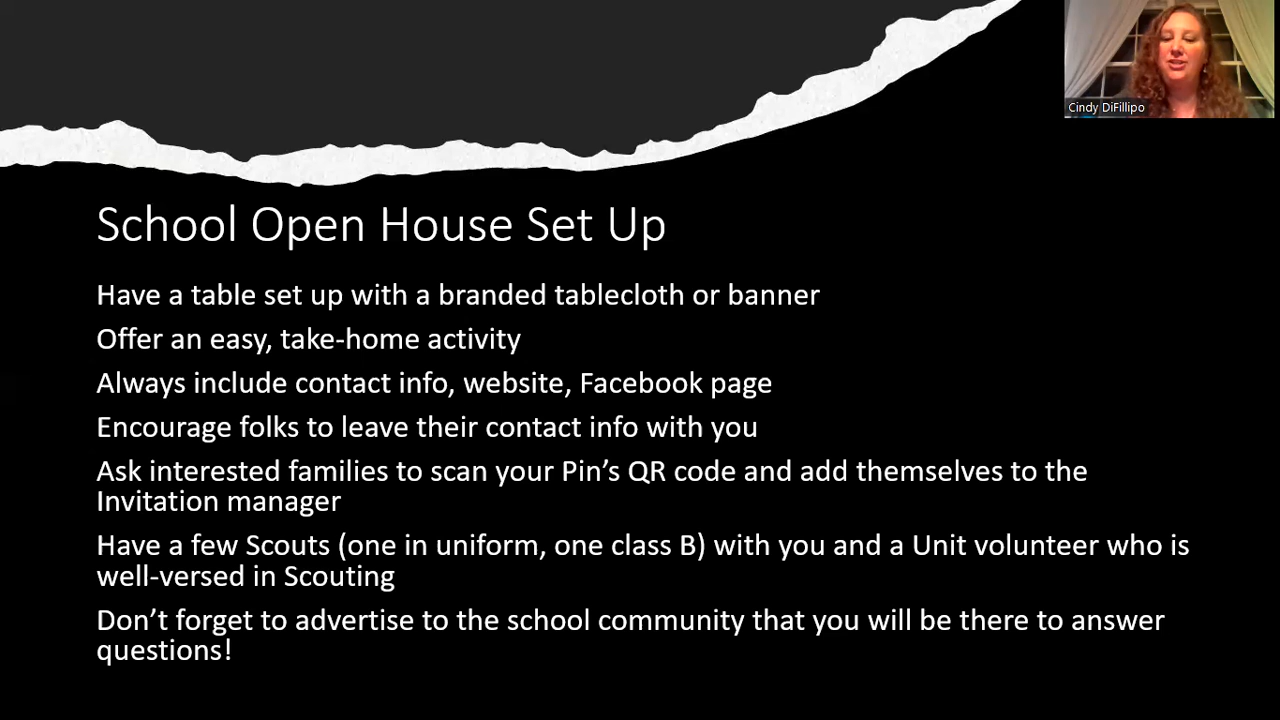 Cindy DiFillipo
School Open House Set Up
Have a table set up with a branded tablecloth or banner
Offer an easy, take-home activity
Always include contact info, website, Facebook page
Encourage folks to leave their contact info with you
Ask interested families to scan your Pin’s QR code and add themselves to the
Invitation manager
Have a few Scouts (one in uniform, one class B) with you and a Unit volunteer who is
well-versed in Scouting
Don’t forget to advertise to the school community that you will be there to answer
questions!